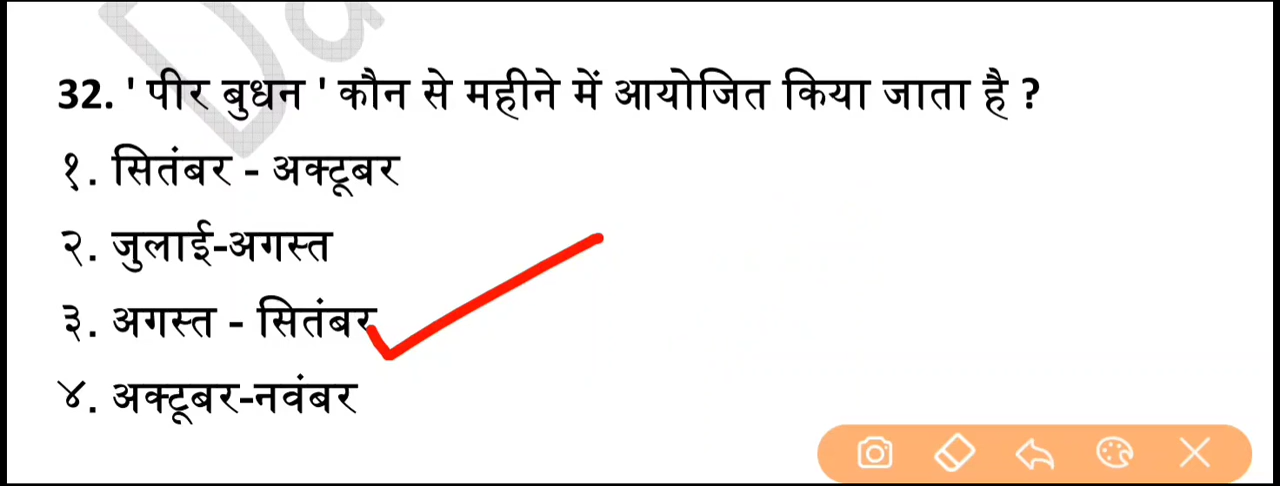 32. ' पीर बुधन ' कौन से महीने में आयोजित किया जाता है ?
१. सितंबर - अक्टूबर
२. जुलाई-अगस्त
३. अगस्त - सितंबर
४. अक्टूबर-नवंबर